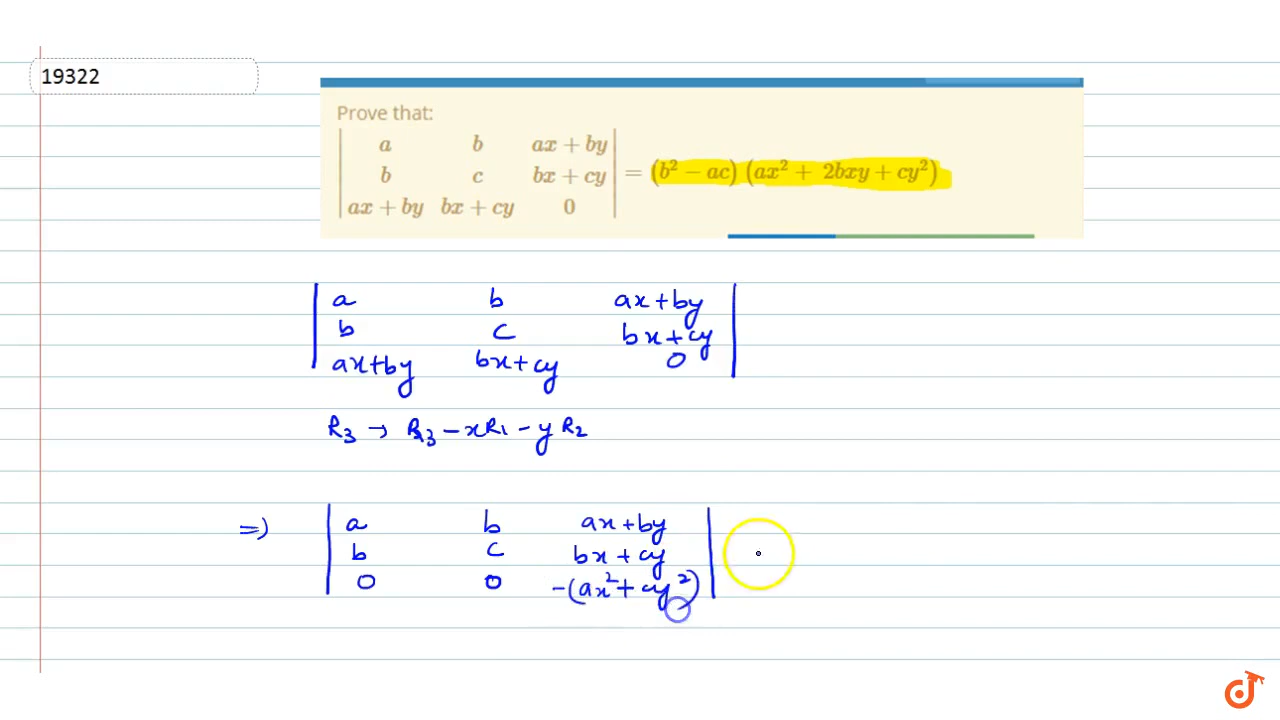 19322
Prove that:
| a b ax + by |
| b c bx + cy | = (b² − ac) (ax² + 2bxy + cy²)
| ax + by bx + cy 0 |
| a b ax+by |
| b c bx+cy |
| ax+by bx+cy 0 |
R3 → R3 − xR1 − yR2
=) | a b ax+by |
| b c bx+cy |
| 0 0 −(ax²+cy²) |